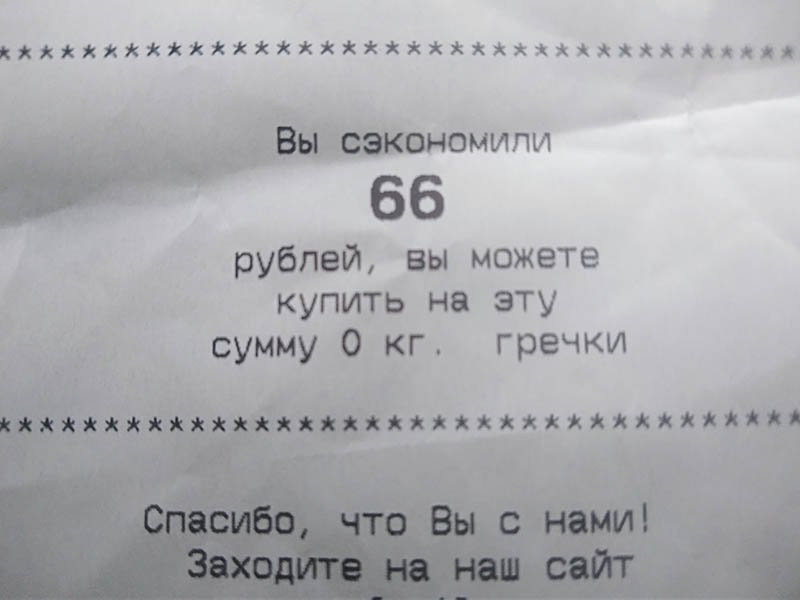 *************************************
Вы сэкономили
66
рублей, вы можете
купить на эту
сумму 0 кг. гречки
*************************************
Спасибо, что Вы с нами!
Заходите на наш сайт